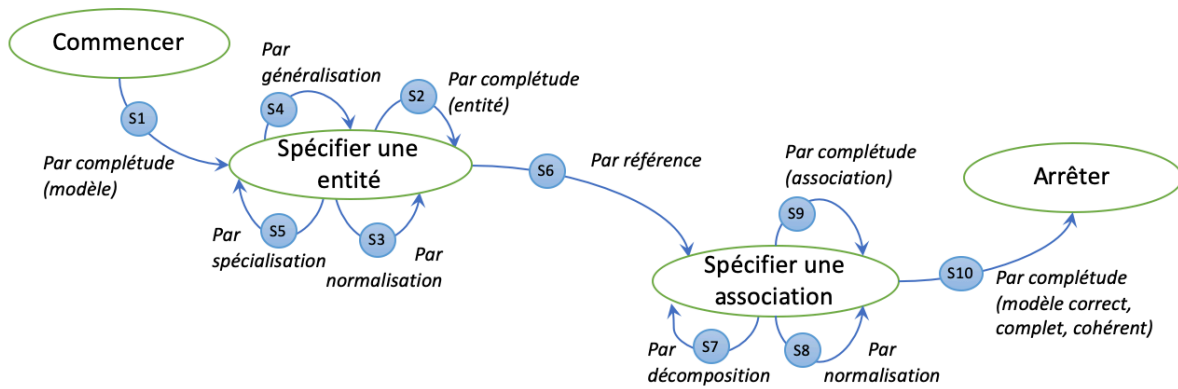 Commencer
Par
généralisation
S4
S2
Par complétude
(entité)
S1
Par complétude
(modèle)
Spécifier une
entité
S6
Par référence
S5
Par
spécialisation
S3
Par
normalisation
Par complétude
(association)
S9
Arrêter
Spécifier une
association
S10
Par complétude
(modèle correct,
complet, cohérent)
S7
Par
décomposition
S8
Par
normalisation